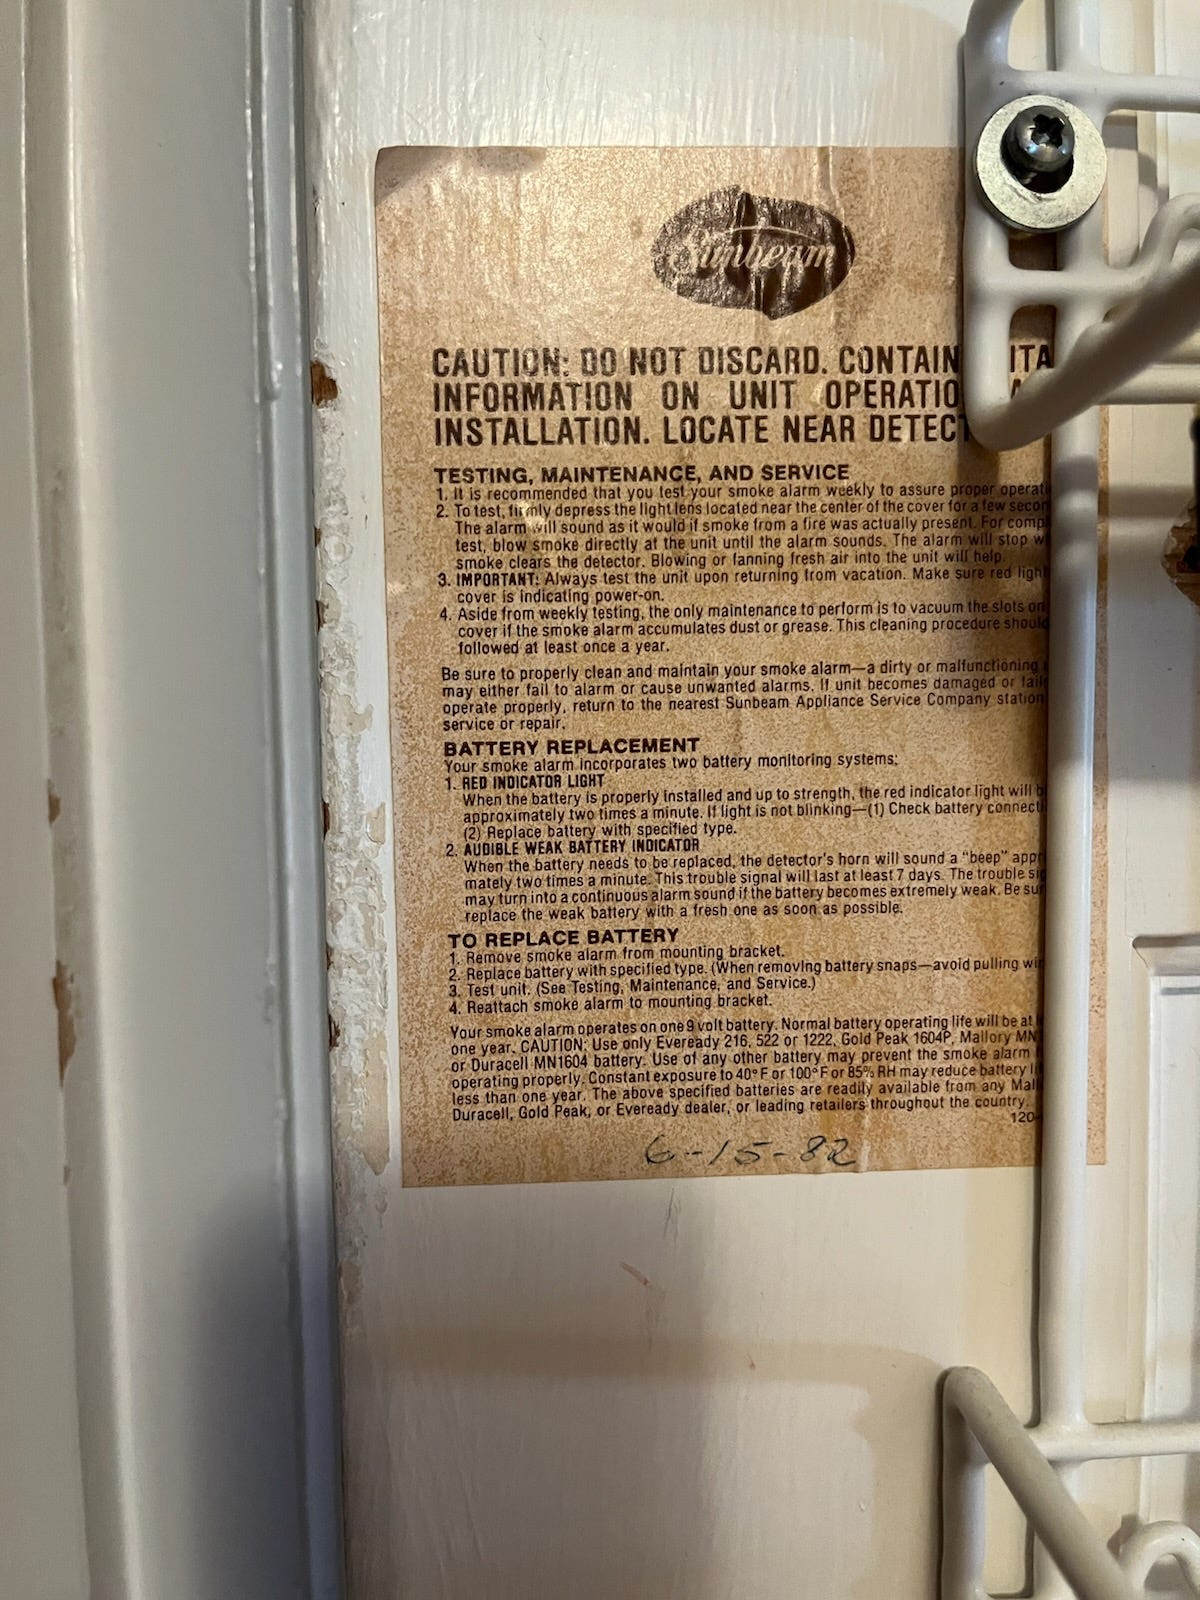 Sunbeam
CAUTION: DO NOT DISCARD. CONTAIN ITA
INFORMATION ON UNIT OPERATIO
INSTALLATION. LOCATE NEAR DETECT
TESTING, MAINTENANCE, AND SERVICE
1. It is recommended that you test your smoke alarm weekly to assure proper operati
2. To test, firmly depress the light lens located near the center of the cover for a few secon
The alarm will sound as it would if smoke from a fire was actually present. For comp
test, blow smoke directly at the unit until the alarm sounds. The alarm will stop w
smoke clears the detector. Blowing or fanning fresh air into the unit will help.
3. IMPORTANT: Always test the unit upon returning from vacation. Make sure red light
cover is indicating power-on.
4. Aside from weekly testing, the only maintenance to perform is to vacuum the slots on
cover if the smoke alarm accumulates dust or grease. This cleaning procedure should
followed at least once a year.
Be sure to properly clean and maintain your smoke alarm—a dirty or malfunctioning
may either fail to alarm or cause unwanted alarms. If unit becomes damaged or fail
operate properly, return to the nearest Sunbeam Appliance Service Company station
service or repair.
BATTERY REPLACEMENT
Your smoke alarm incorporates two battery monitoring systems:
1. RED INDICATOR LIGHT
When the battery is properly installed and up to strength, the red indicator light will b
approximately two times a minute. If light is not blinking—(1) Check battery connecti
(2) Replace battery with specified type.
2. AUDIBLE WEAK BATTERY INDICATOR
When the battery needs to be replaced, the detector's horn will sound a "beep" appr
mately two times a minute. This trouble signal will last at least 7 days. The trouble sig
may turn into a continuous alarm sound if the battery becomes extremely weak. Be sur
replace the weak battery with a fresh one as soon as possible.
TO REPLACE BATTERY
1. Remove smoke alarm from mounting bracket.
2. Replace battery with specified type. (When removing battery snaps—avoid pulling wir
3. Test unit. (See Testing, Maintenance, and Service.)
4. Reattach smoke alarm to mounting bracket.
Your smoke alarm operates on one 9 volt battery. Normal battery operating life will be at
one year. CAUTION: Use only Eveready 216, 522 or 1222, Gold Peak 1604P, Mallory MN
or Duracell MN1604 battery. Use of any other battery may prevent the smoke alarm
operating properly. Constant exposure to 40°F or 100°F or 85% RH may reduce battery li
less than one year. The above specified batteries are readily available from any Mal
Duracell, Gold Peak, or Eveready dealer, or leading retailers throughout the country.
120
6-15-82